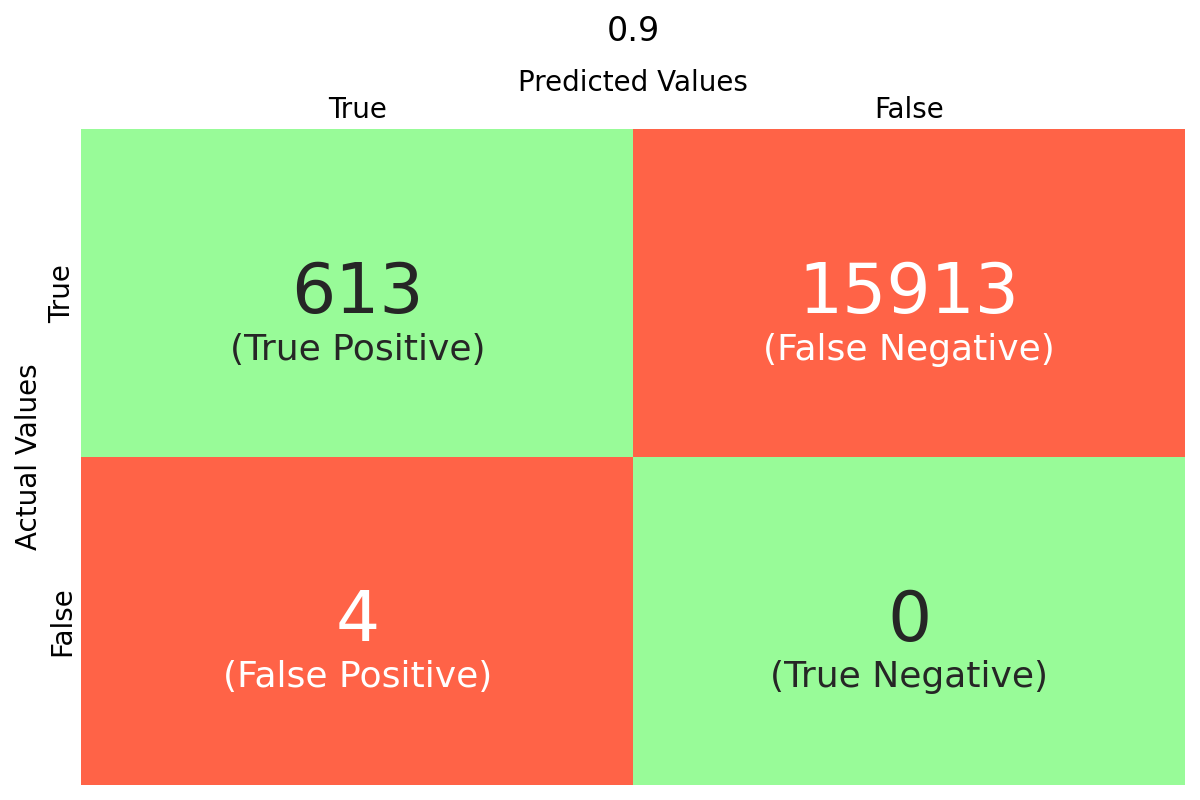 0.9
Predicted Values
True
False
Actual Values
True
613
(True Positive)
15913
(False Negative)
False
4
(False Positive)
0
(True Negative)